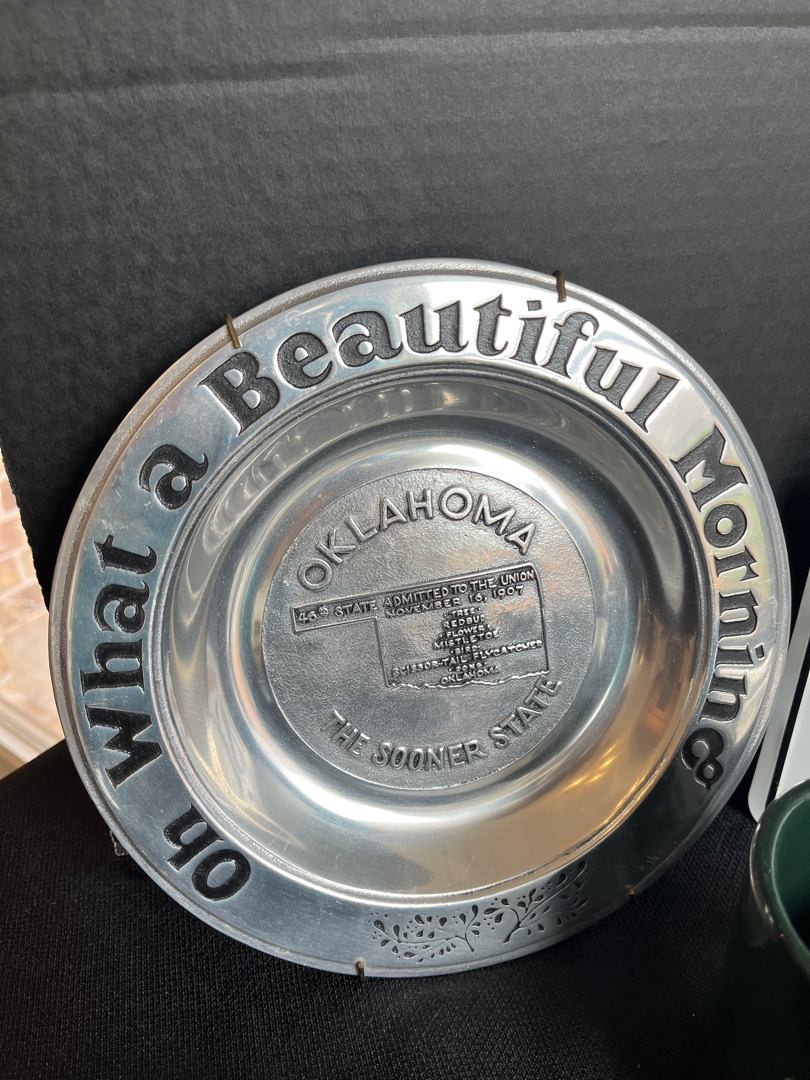 Oh What a Beautiful Morning
OKLAHOMA
46TH STATE ADMITTED TO THE UNION
NOVEMBER 16, 1907
TREE:
REDBUD
FLOWER:
MISTLETOE
BIRD:
SCISSOR-TAIL FLYCATCHER
SONG:
OKLAHOMA
THE SOONER STATE